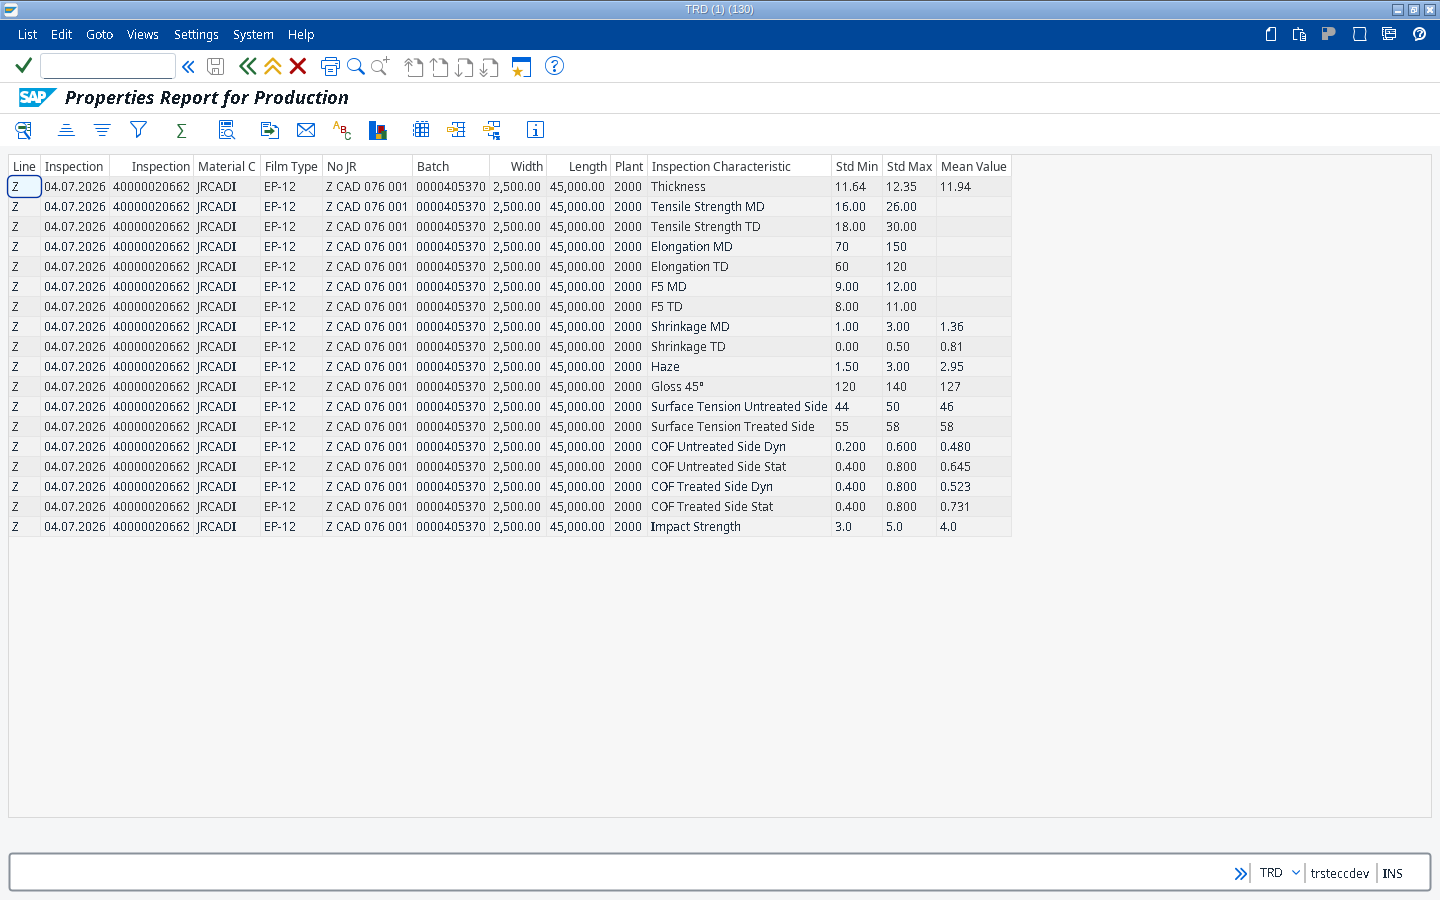 TRD (1) (130)
List Edit Goto Views Settings System Help
SAP Properties Report for Production
Line Inspection Inspection Material C Film Type No JR Batch Width Length Plant Inspection Characteristic Std Min Std Max Mean Value
Z 04.07.2026 40000020662 JRCADI EP-12 Z CAD 076 001 0000405370 2,500.00 45,000.00 2000 Thickness 11.64 12.35 11.94
Z 04.07.2026 40000020662 JRCADI EP-12 Z CAD 076 001 0000405370 2,500.00 45,000.00 2000 Tensile Strength MD 16.00 26.00
Z 04.07.2026 40000020662 JRCADI EP-12 Z CAD 076 001 0000405370 2,500.00 45,000.00 2000 Tensile Strength TD 18.00 30.00
Z 04.07.2026 40000020662 JRCADI EP-12 Z CAD 076 001 0000405370 2,500.00 45,000.00 2000 Elongation MD 70 150
Z 04.07.2026 40000020662 JRCADI EP-12 Z CAD 076 001 0000405370 2,500.00 45,000.00 2000 Elongation TD 60 120
Z 04.07.2026 40000020662 JRCADI EP-12 Z CAD 076 001 0000405370 2,500.00 45,000.00 2000 F5 MD 9.00 12.00
Z 04.07.2026 40000020662 JRCADI EP-12 Z CAD 076 001 0000405370 2,500.00 45,000.00 2000 F5 TD 8.00 11.00
Z 04.07.2026 40000020662 JRCADI EP-12 Z CAD 076 001 0000405370 2,500.00 45,000.00 2000 Shrinkage MD 1.00 3.00 1.36
Z 04.07.2026 40000020662 JRCADI EP-12 Z CAD 076 001 0000405370 2,500.00 45,000.00 2000 Shrinkage TD 0.00 0.50 0.81
Z 04.07.2026 40000020662 JRCADI EP-12 Z CAD 076 001 0000405370 2,500.00 45,000.00 2000 Haze 1.50 3.00 2.95
Z 04.07.2026 40000020662 JRCADI EP-12 Z CAD 076 001 0000405370 2,500.00 45,000.00 2000 Gloss 45° 120 140 127
Z 04.07.2026 40000020662 JRCADI EP-12 Z CAD 076 001 0000405370 2,500.00 45,000.00 2000 Surface Tension Untreated Side 44 50 46
Z 04.07.2026 40000020662 JRCADI EP-12 Z CAD 076 001 0000405370 2,500.00 45,000.00 2000 Surface Tension Treated Side 55 58 58
Z 04.07.2026 40000020662 JRCADI EP-12 Z CAD 076 001 0000405370 2,500.00 45,000.00 2000 COF Untreated Side Dyn 0.200 0.600 0.480
Z 04.07.2026 40000020662 JRCADI EP-12 Z CAD 076 001 0000405370 2,500.00 45,000.00 2000 COF Untreated Side Stat 0.400 0.800 0.645
Z 04.07.2026 40000020662 JRCADI EP-12 Z CAD 076 001 0000405370 2,500.00 45,000.00 2000 COF Treated Side Dyn 0.400 0.800 0.523
Z 04.07.2026 40000020662 JRCADI EP-12 Z CAD 076 001 0000405370 2,500.00 45,000.00 2000 COF Treated Side Stat 0.400 0.800 0.731
Z 04.07.2026 40000020662 JRCADI EP-12 Z CAD 076 001 0000405370 2,500.00 45,000.00 2000 Impact Strength 3.0 5.0 4.0
TRD trsteccdev INS